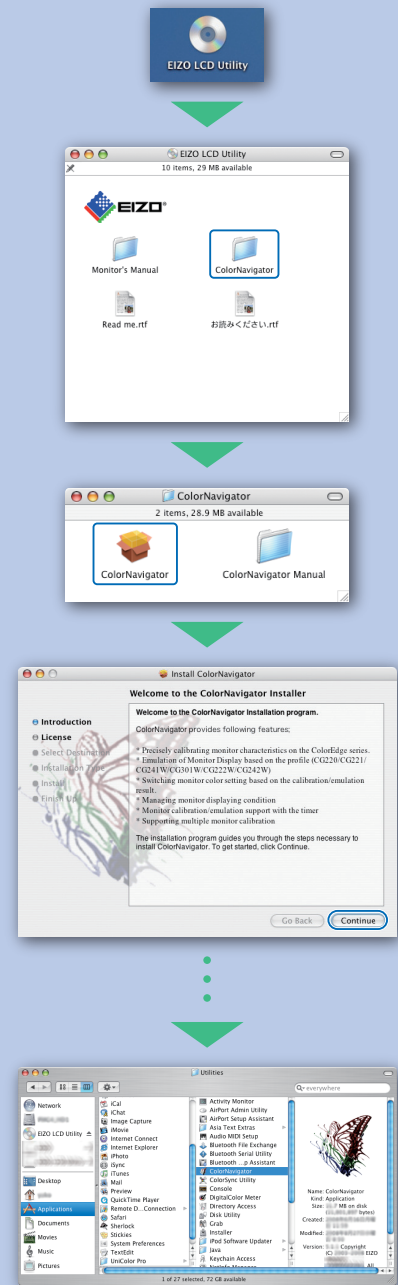 EIZO LCD Utility
EIZO LCD Utility
10 items, 29 MB available
EIZO
Monitor's Manual
ColorNavigator
Read me.rtf
お読みください.rtf
ColorNavigator
2 items, 28.9 MB available
ColorNavigator
ColorNavigator Manual
Install ColorNavigator
Welcome to the ColorNavigator Installer
Introduction
License
Select Destination
Installation Type
Install
Finish Up
Welcome to the ColorNavigator Installation program.
ColorNavigator provides following features;
* Precisely calibrating monitor characteristics on the ColorEdge series.
* Emulation of Monitor Display based on the profile (CG220/CG221/
CG241W/CG301W/CG222W/CG242W)
* Switching monitor color setting based on the calibration/emulation
result.
* Managing monitor displaying condition
* Monitor calibration/emulation support with the timer
* Supporting multiple monitor calibration
The installation program guides you through the steps necessary to
install ColorNavigator. To get started, click Continue.
Go Back
Continue
Utilities
everywhere
Network
EIZO LCD Utility
Desktop
Applications
Documents
Movies
Music
Pictures
iCal
iChat
Image Capture
iMovie
Internet Connect
Internet Explorer
iPhoto
iSync
iTunes
Mail
Preview
QuickTime Player
Remote D...Connection
Safari
Sherlock
Stickies
System Preferences
TextEdit
UniColor Pro
Activity Monitor
AirPort Admin Utility
AirPort Setup Assistant
Asia Text Extras
Audio MIDI Setup
Bluetooth File Exchange
Bluetooth Serial Utility
Bluetooth ...p Assistant
ColorNavigator
ColorSync Utility
Console
DigitalColor Meter
Directory Access
Disk Utility
Grab
Installer
iPod Software Updater
Java
Keychain Access
Name: ColorNavigator
Kind: Application
Size: MB on disk
bytes)
Created:
Modified:
Version: Copyright
(C) EIZO
All
1 of 27 selected, 72 GB available